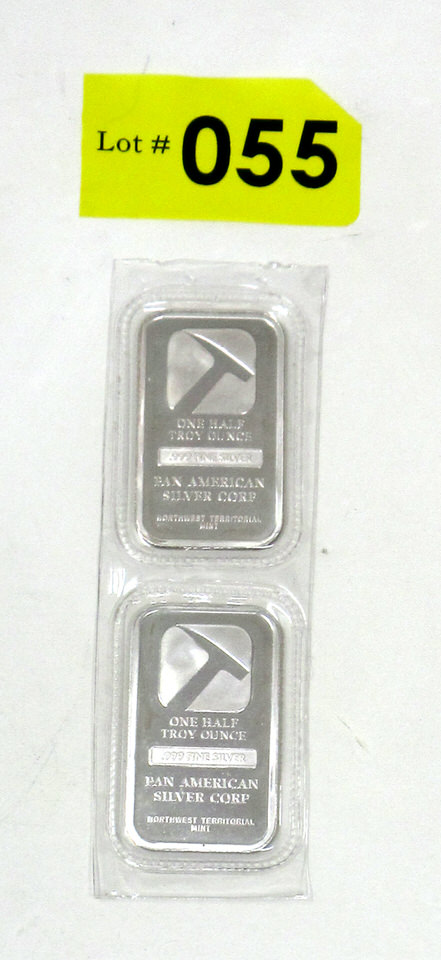 Lot # 055
ONE HALF
TROY OUNCE
.999 FINE SILVER
PAN AMERICAN
SILVER CORP
NORTHWEST TERRITORIAL
MINT
ONE HALF
TROY OUNCE
.999 FINE SILVER
PAN AMERICAN
SILVER CORP
NORTHWEST TERRITORIAL
MINT